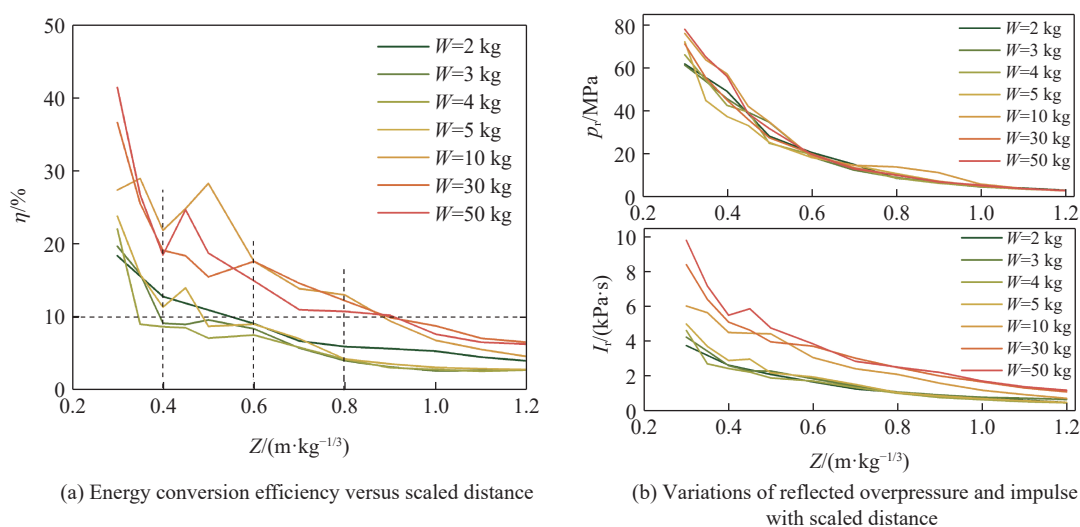 50
40
30
20
10
0
η/%
W=2 kg
W=3 kg
W=4 kg
W=5 kg
W=10 kg
W=30 kg
W=50 kg
0.2 0.4 0.6 0.8 1.0 1.2
Z/(m·kg⁻¹/³)
(a) Energy conversion efficiency versus scaled distance
80
60
40
20
0
pᵣ/MPa
W=2 kg
W=3 kg
W=4 kg
W=5 kg
W=10 kg
W=30 kg
W=50 kg
0.2 0.4 0.6 0.8 1.0 1.2
10
8
6
4
2
0
Iᵣ/(kPa·s)
W=2 kg
W=3 kg
W=4 kg
W=5 kg
W=10 kg
W=30 kg
W=50 kg
0.2 0.4 0.6 0.8 1.0 1.2
Z/(m·kg⁻¹/³)
(b) Variations of reflected overpressure and impulse
with scaled distance